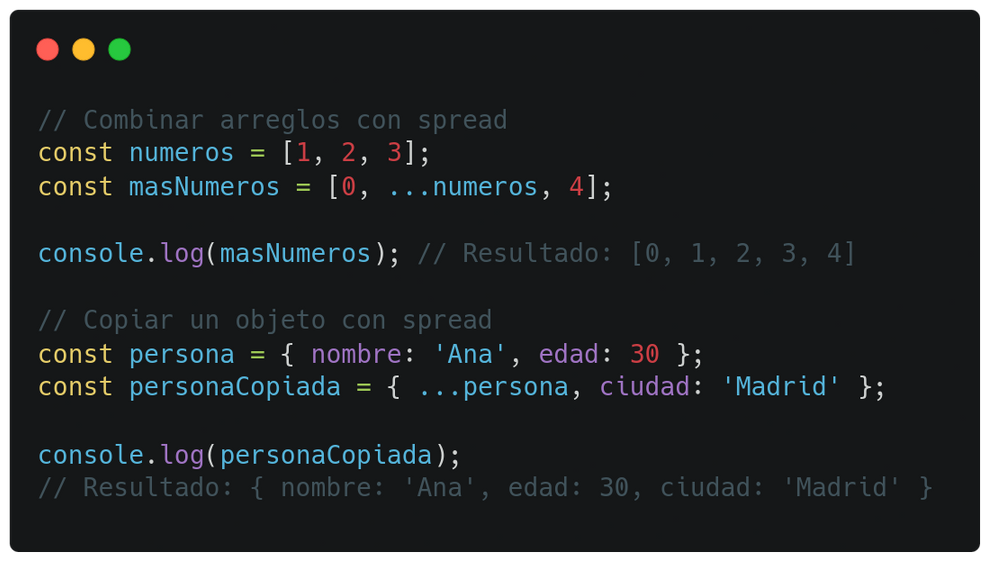 // Combinar arreglos con spread
const numeros = [1, 2, 3];
const masNumeros = [0, ...numeros, 4];
console.log(masNumeros); // Resultado: [0, 1, 2, 3, 4]
// Copiar un objeto con spread
const persona = { nombre: 'Ana', edad: 30 };
const personaCopiada = { ...persona, ciudad: 'Madrid' };
console.log(personaCopiada);
// Resultado: { nombre: 'Ana', edad: 30, ciudad: 'Madrid' }